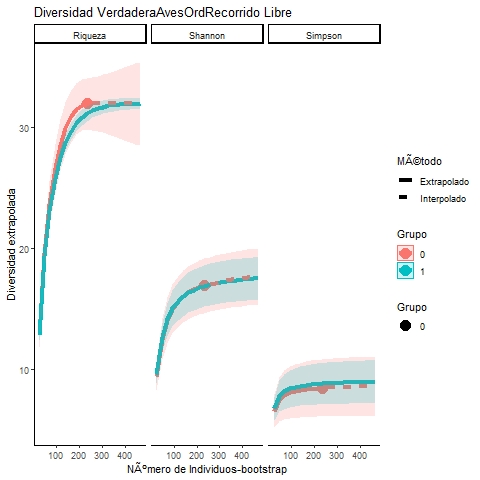 Diversidad VerdaderaAvesOrdRecorrido Libre
Riqueza
Shannon
Simpson
Diversidad extrapolada
30
20
10
100 200 300 400
100 200 300 400
100 200 300 400
NÃºmero de Individuos-bootstrap
MÃ©todo
Extrapolado
Interpolado
Grupo
0
1
Grupo
0